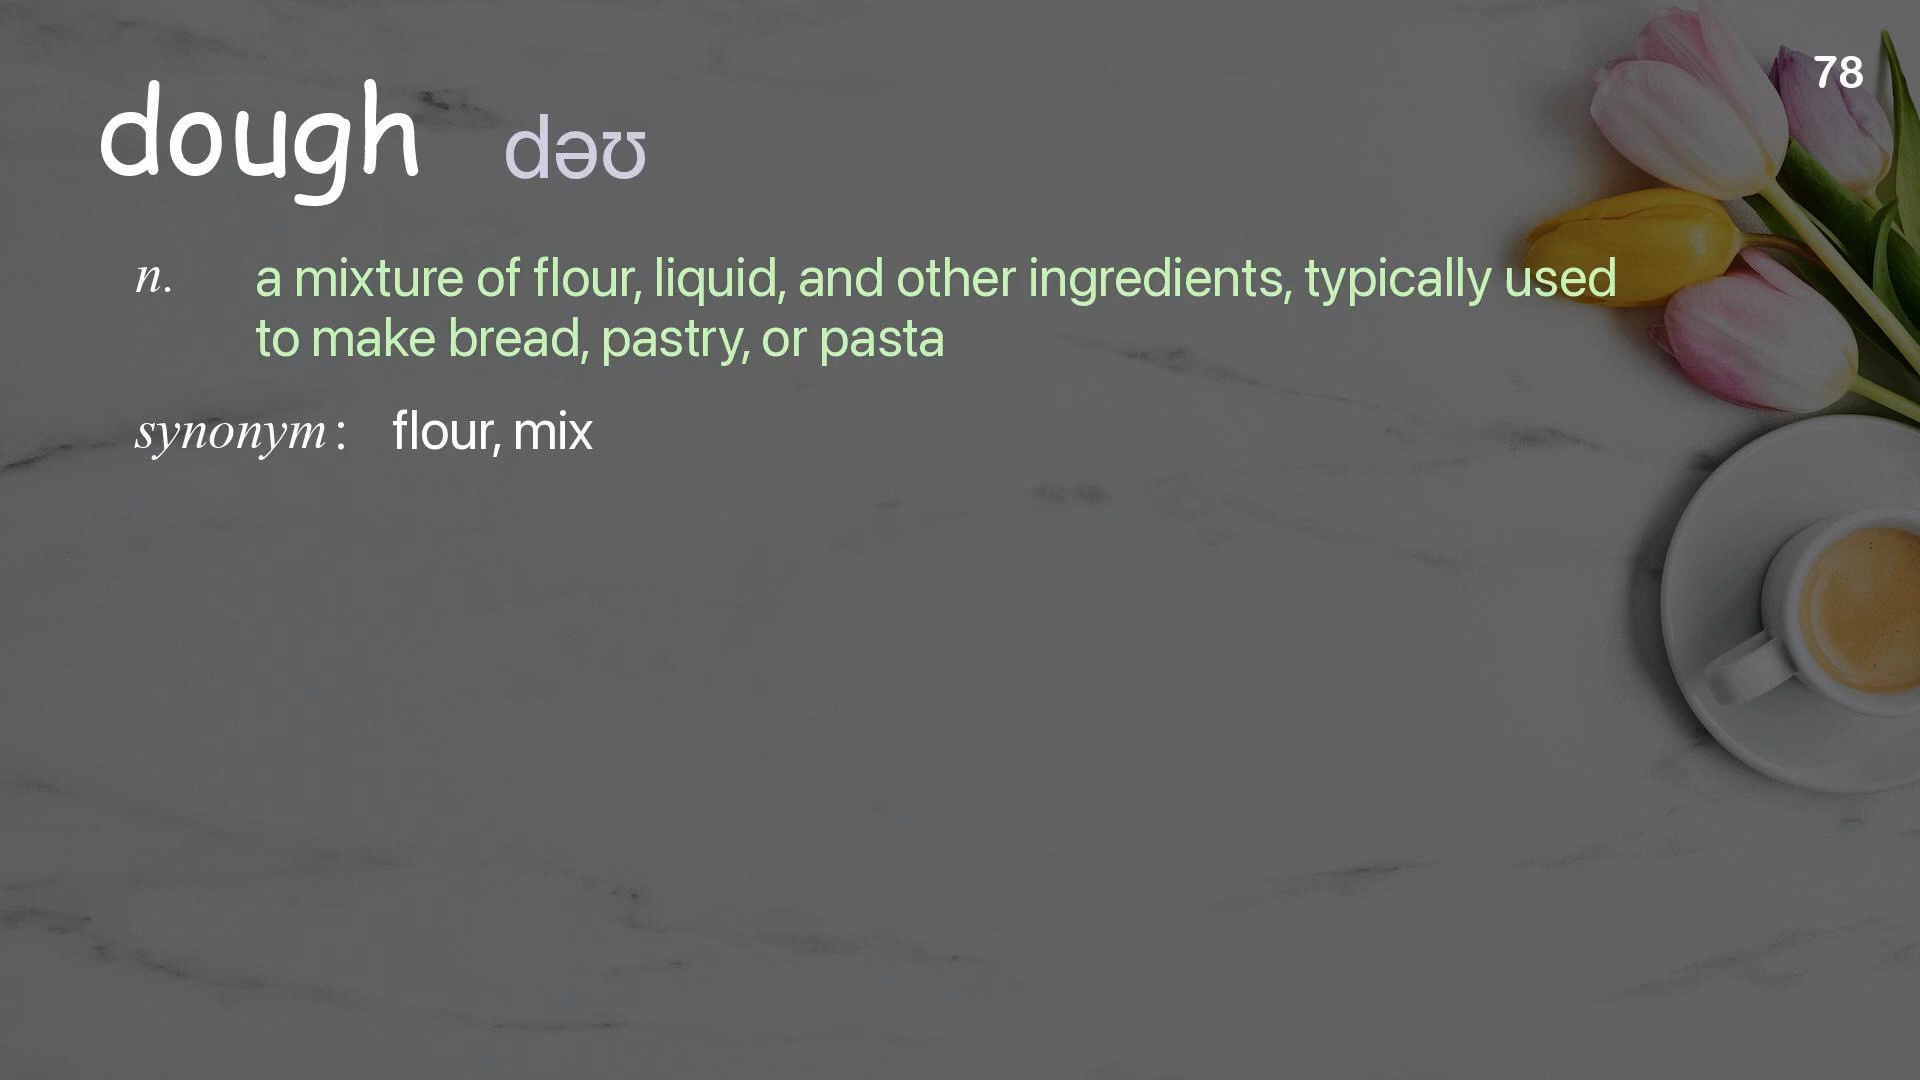 78
dough dəʊ
n. a mixture of flour, liquid, and other ingredients, typically used
to make bread, pastry, or pasta
synonym: flour, mix